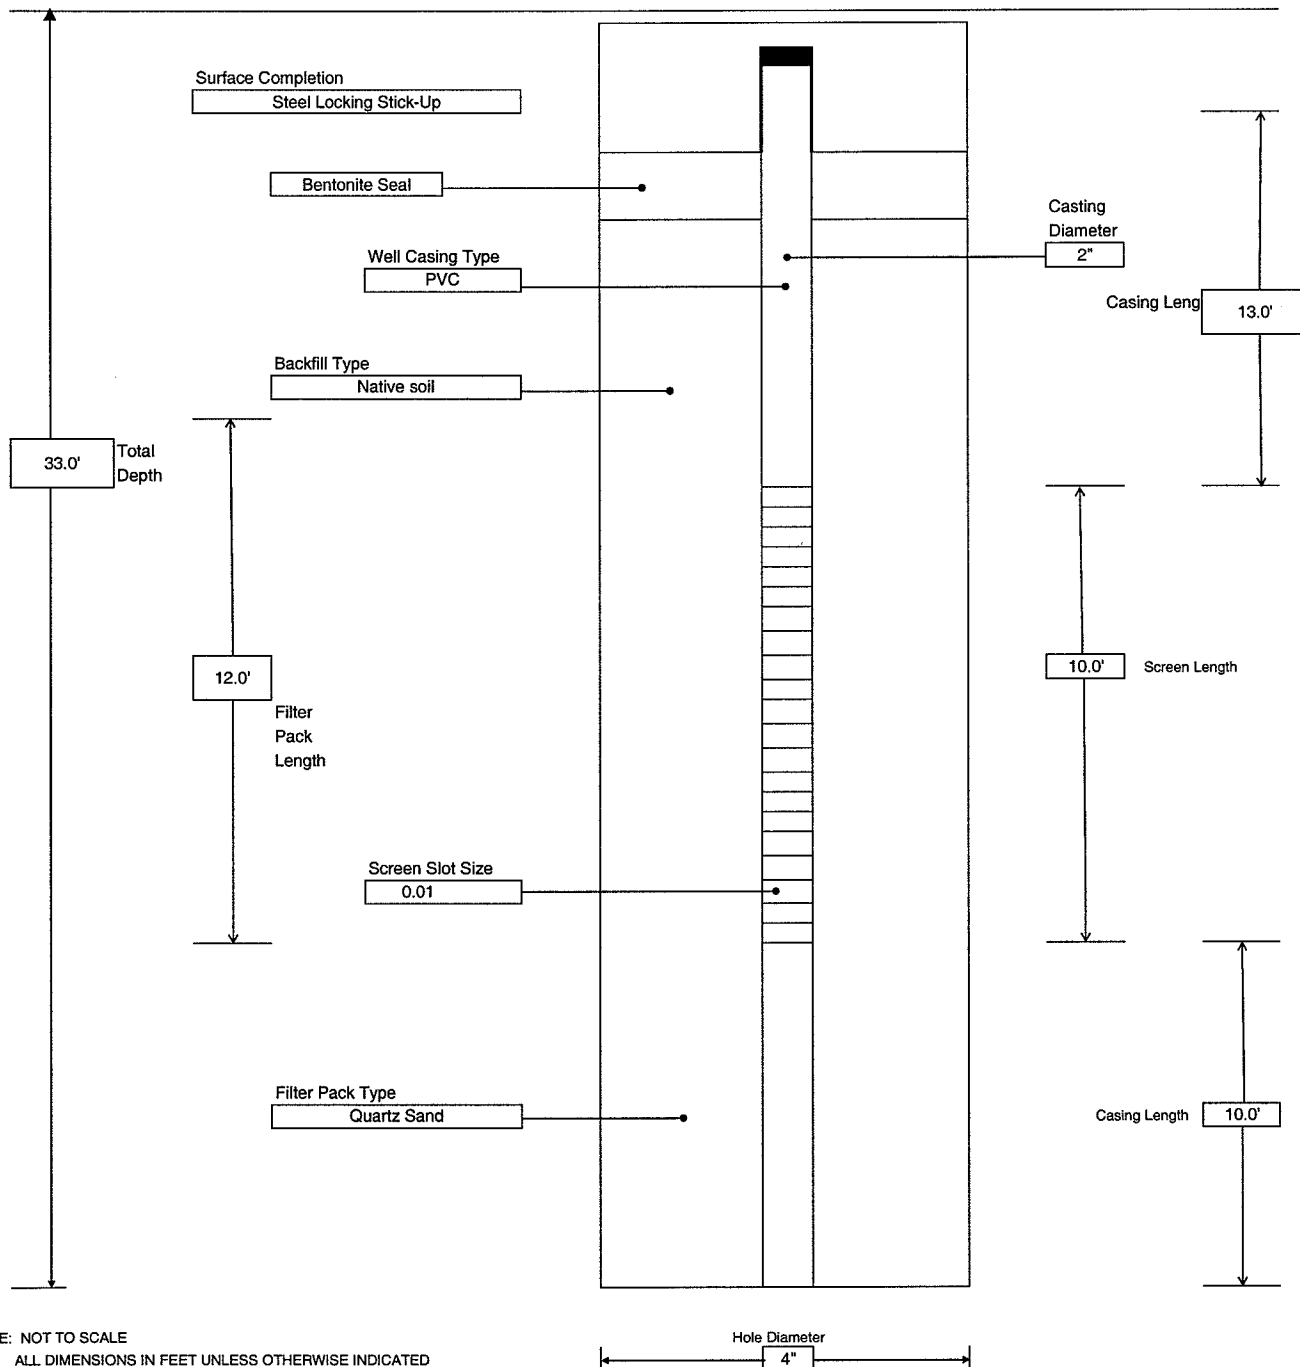 Surface Completion
Steel Locking Stick-Up
Bentonite Seal
Casting
Diameter
2"
Well Casing Type
PVC
Casing Leng
13.0'
Backfill Type
Native soil
33.0'
Total
Depth
12.0'
Filter
Pack
Length
10.0'
Screen Length
Screen Slot Size
0.01
Filter Pack Type
Quartz Sand
Casing Length
10.0'
E: NOT TO SCALE
ALL DIMENSIONS IN FEET UNLESS OTHERWISE INDICATED
Hole Diameter
4"